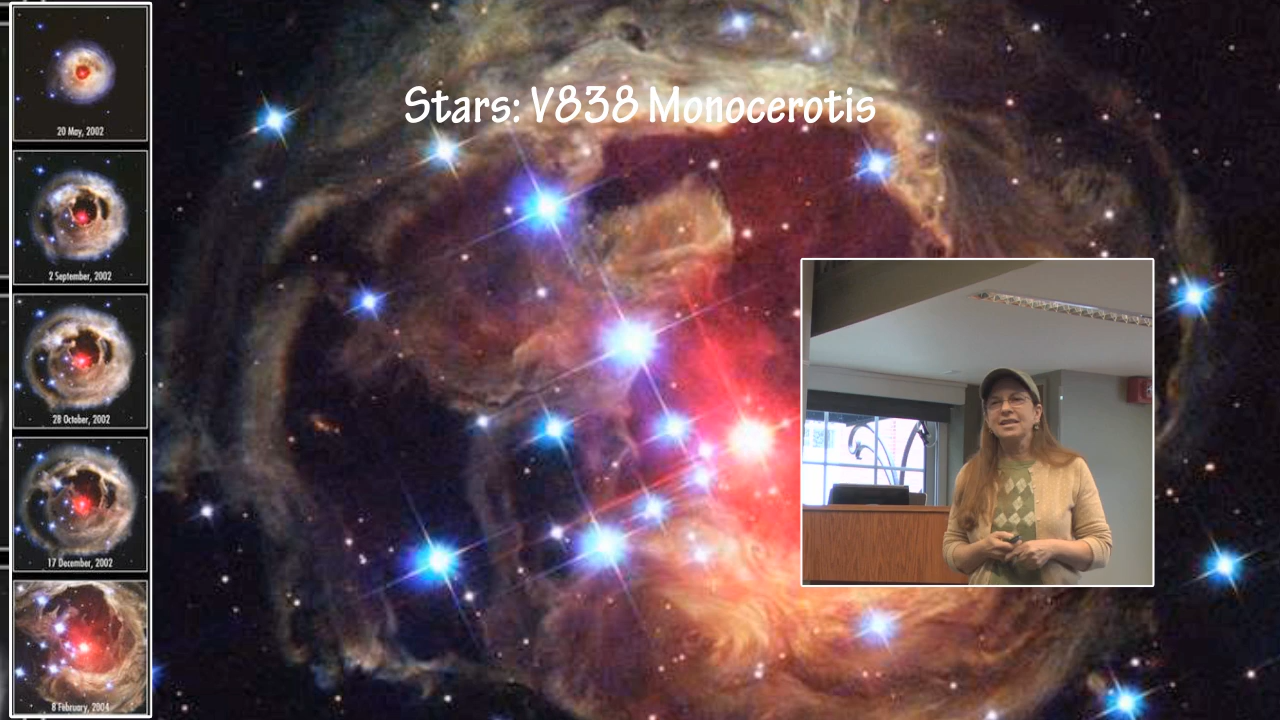 Stars: V838 Monocerotis
20 May, 2002
2 September, 2002
28 October, 2002
17 December, 2002
8 February, 2004